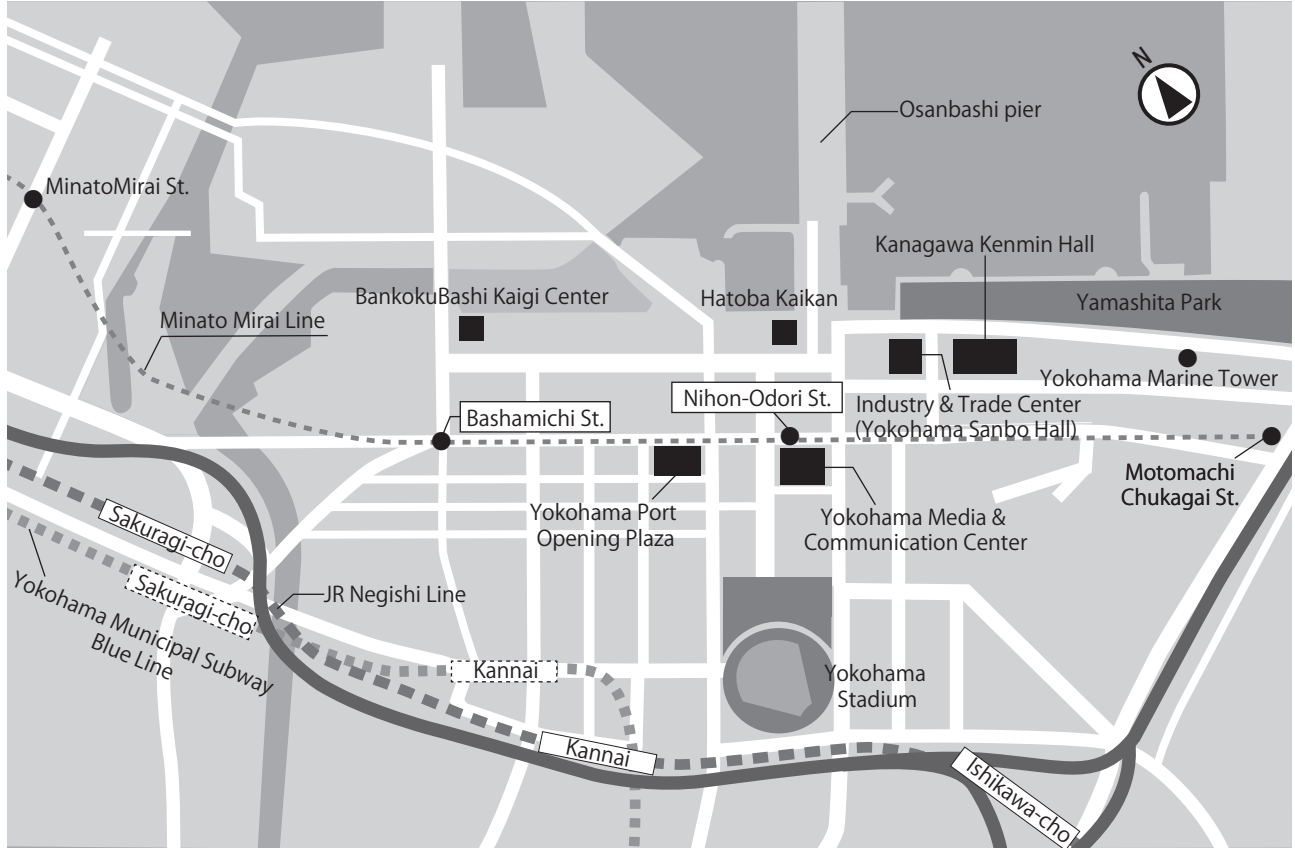 N
Osanbashi pier
MinatoMirai St.
Kanagawa Kenmin Hall
BankokuBashi Kaigi Center
Hatoba Kaikan
Yamashita Park
Minato Mirai Line
Yokohama Marine Tower
Nihon-Odori St.
Bashamichi St.
Industry & Trade Center
(Yokohama Sanbo Hall)
Motomachi
Chukagai St.
Yokohama Port
Opening Plaza
Yokohama Media &
Communication Center
Sakuragi-cho
Sakuragi-cho
JR Negishi Line
Yokohama Municipal Subway
Blue Line
Kannai
Yokohama
Stadium
Kannai
Ishikawa-cho